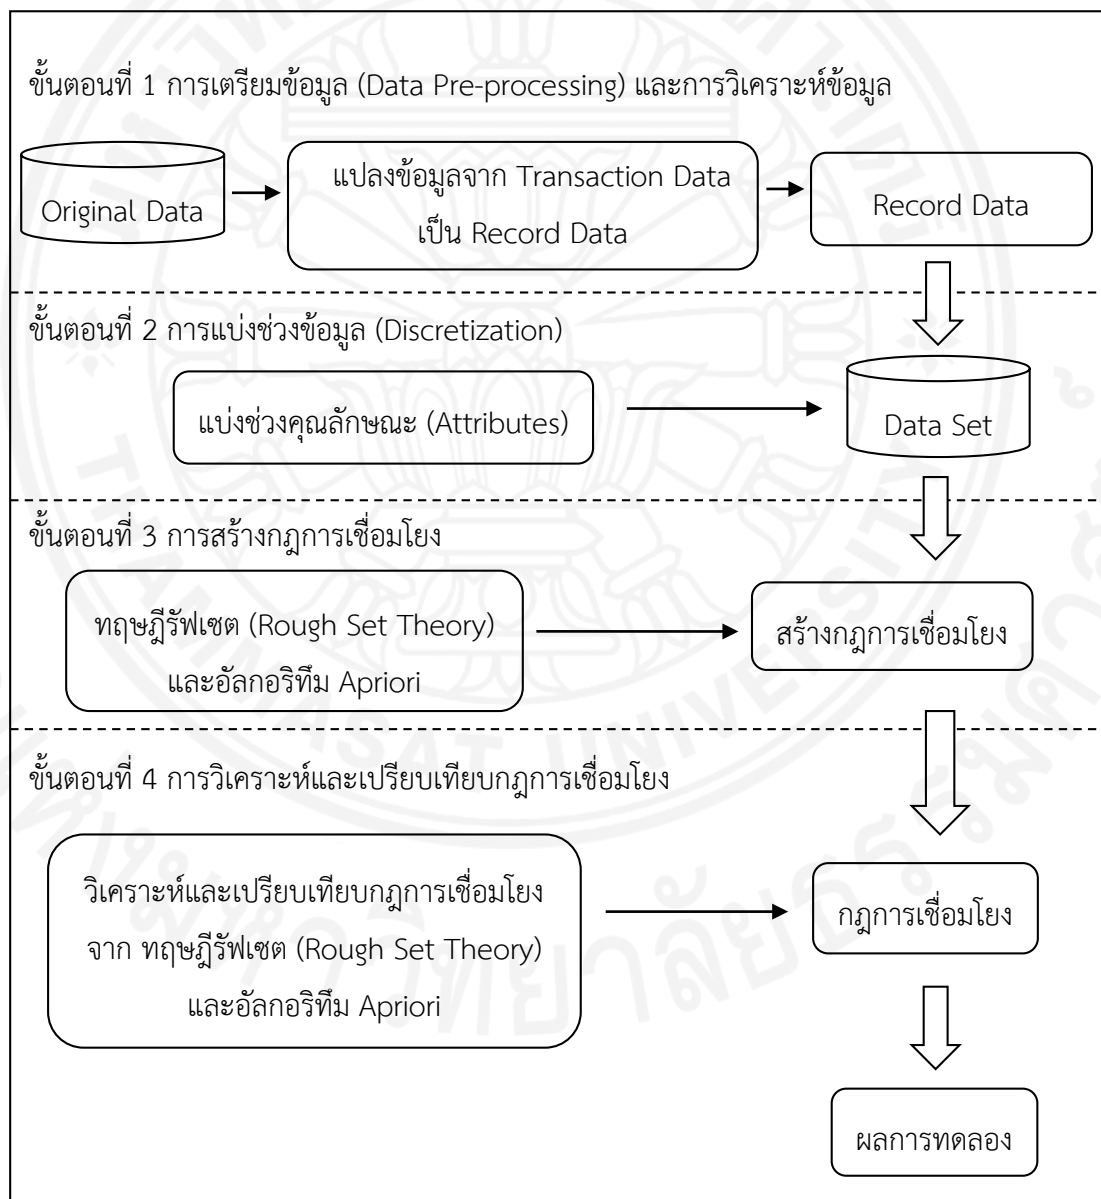 ขั้นตอนที่ 1 การเตรียมข้อมูล (Data Pre-processing) และการวิเคราะห์ข้อมูล
Original Data
แปลงข้อมูลจาก Transaction Data
เป็น Record Data
Record Data
ขั้นตอนที่ 2 การแบ่งช่วงข้อมูล (Discretization)
แบ่งช่วงคุณลักษณะ (Attributes)
Data Set
ขั้นตอนที่ 3 การสร้างกฎการเชื่อมโยง
ทฤษฎีรัฟเซต (Rough Set Theory)
และอัลกอริทึม Apriori
สร้างกฎการเชื่อมโยง
ขั้นตอนที่ 4 การวิเคราะห์และเปรียบเทียบกฎการเชื่อมโยง
วิเคราะห์และเปรียบเทียบกฎการเชื่อมโยง
จาก ทฤษฎีรัฟเซต (Rough Set Theory)
และอัลกอริทึม Apriori
กฎการเชื่อมโยง
ผลการทดลอง
THAMMASAT UNIVERSITY